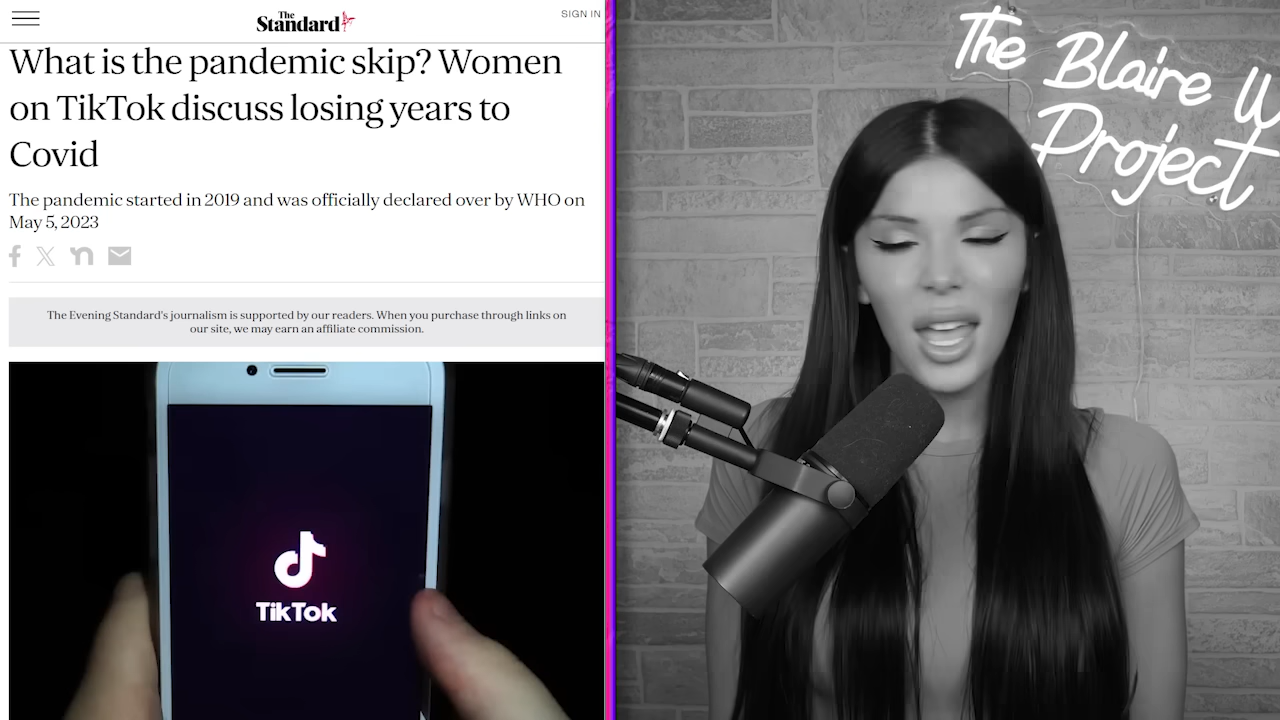 The
Standard
SIGN IN
What is the pandemic skip? Women
on TikTok discuss losing years to
Covid
The pandemic started in 2019 and was officially declared over by WHO on
May 5, 2023
The Evening Standard's journalism is supported by our readers. When you purchase through links on
our site, we may earn an affiliate commission.
TikTok
The Blaire W
Project